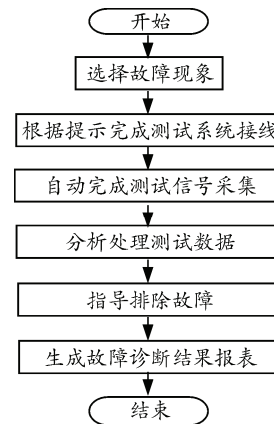 开始
选择故障现象
根据提示完成测试系统接线
自动完成测试信号采集
分析处理测试数据
指导排除故障
生成故障诊断结果报表
结束